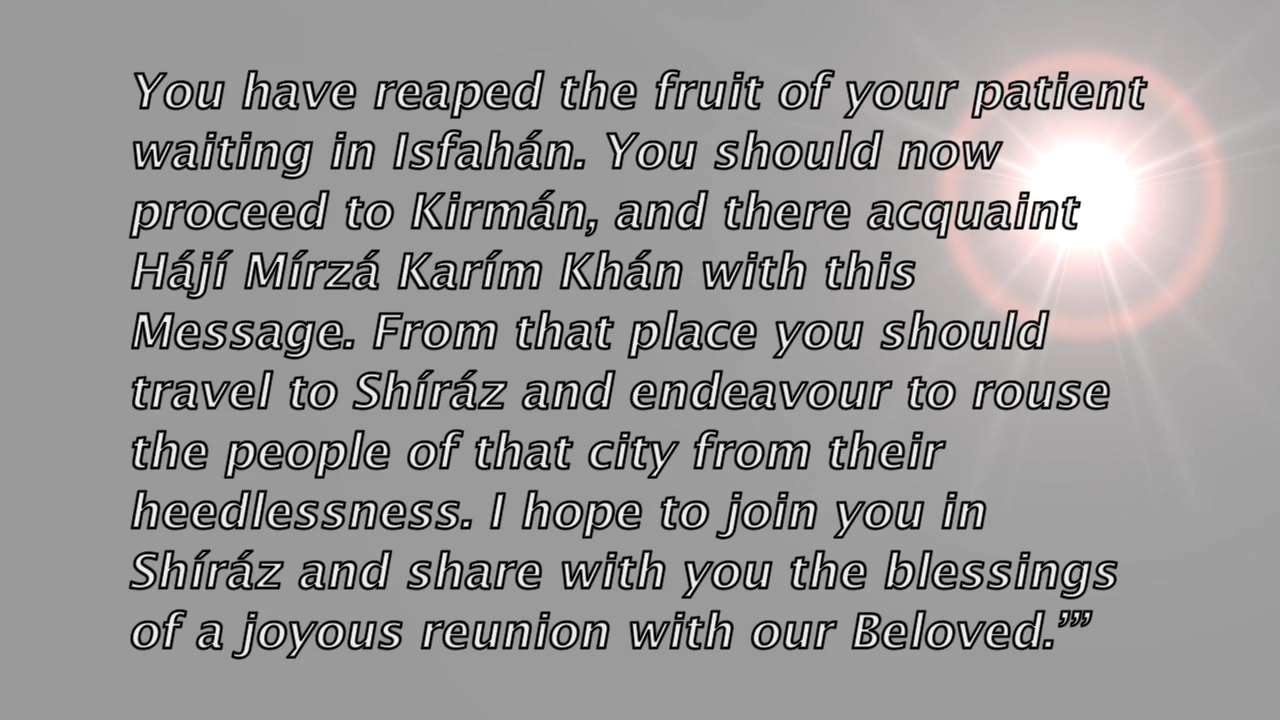 You have reaped the fruit of your patient
waiting in Isfahán. You should now
proceed to Kirmán, and there acquaint
Hájí Mírzá Karím Khán with this
Message. From that place you should
travel to Shíráz and endeavour to rouse
the people of that city from their
heedlessness. I hope to join you in
Shíráz and share with you the blessings
of a joyous reunion with our Beloved.’”